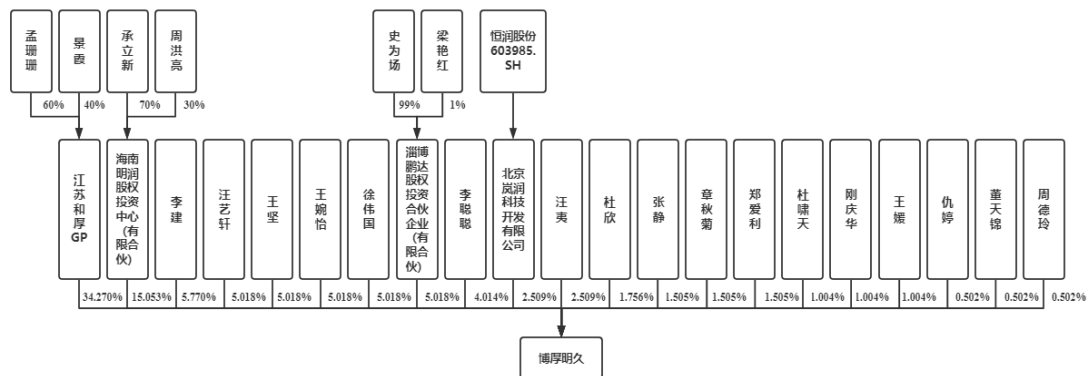 孟珊珊
景霞
承立新
周洪亮
史为场
梁艳红
恒润股份
603985.
SH
60%
40%
70%
30%
99%
1%
江苏和厚
GP
海南
明润
股权
投资
中心
（有
限合
伙）
李建
汪艺轩
王坚
王婉怡
徐伟国
淄博
鹏达
股权
投资
合伙
企业
（有
限合伙）
李聪聪
北京
岚润
科技
开发
有限
公司
汪夷
杜欣
张静
章秋菊
郑爱利
杜啸天
刚庆华
王媛
仇婷
董天锦
周德玲
34.270%
15.053%
5.770%
5.018%
5.018%
5.018%
5.018%
5.018%
4.014%
2.509%
2.509%
1.756%
1.505%
1.505%
1.505%
1.004%
1.004%
1.004%
0.502%
0.502%
0.502%
博厚明久